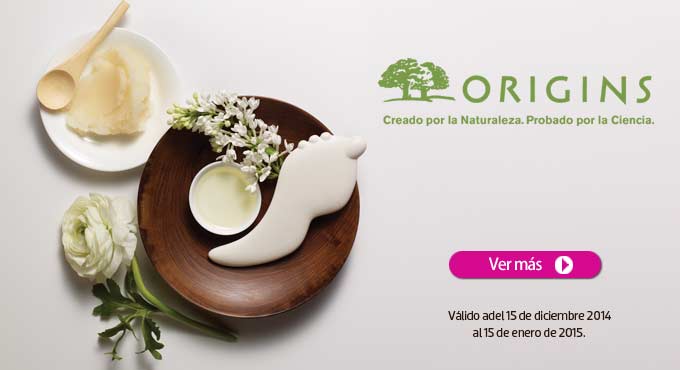 ORIGINS
Creado por la Naturaleza. Probado por la Ciencia.
Ver más
Válido adel 15 de diciembre 2014
al 15 de enero de 2015.